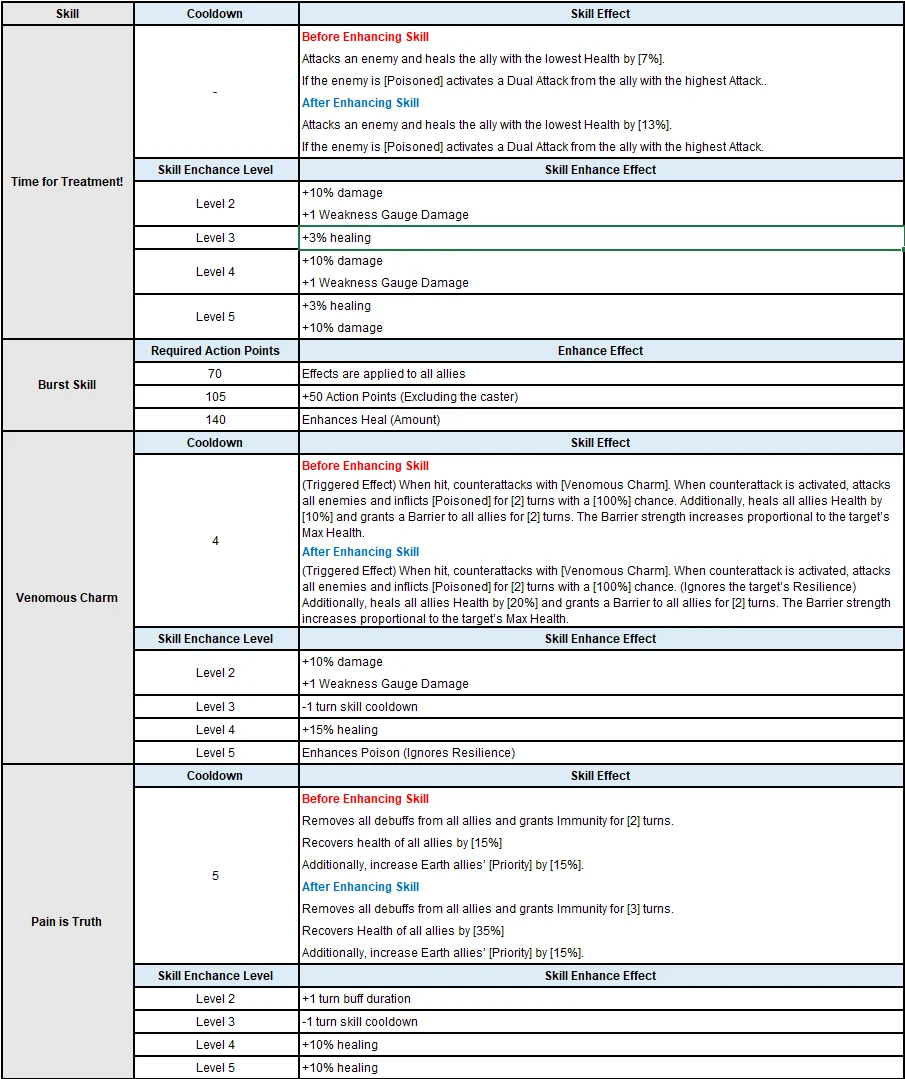 Skill Cooldown Skill Effect
Time for Treatment!
-
Before Enhancing Skill
Attacks an enemy and heals the ally with the lowest Health by [7%].
If the enemy is [Poisoned] activates a Dual Attack from the ally with the highest Attack..
After Enhancing Skill
Attacks an enemy and heals the ally with the lowest Health by [13%].
If the enemy is [Poisoned] activates a Dual Attack from the ally with the highest Attack.
Skill Enchance Level Skill Enhance Effect
Level 2
+10% damage
+1 Weakness Gauge Damage
Level 3 +3% healing
Level 4
+10% damage
+1 Weakness Gauge Damage
Level 5
+3% healing
+10% damage
Burst Skill
Required Action Points Enhance Effect
70 Effects are applied to all allies
105 +50 Action Points (Excluding the caster)
140 Enhances Heal (Amount)
Venomous Charm
Cooldown Skill Effect
4
Before Enhancing Skill
(Triggered Effect) When hit, counterattacks with [Venomous Charm]. When counterattack is activated, attacks
all enemies and inflicts [Poisoned] for [2] turns with a [100%] chance. Additionally, heals all allies Health by
[10%] and grants a Barrier to all allies for [2] turns. The Barrier strength increases proportional to the target's
Max Health.
After Enhancing Skill
(Triggered Effect) When hit, counterattacks with [Venomous Charm]. When counterattack is activated, attacks
all enemies and inflicts [Poisoned] for [2] turns with a [100%] chance. (Ignores the target's Resilience)
Additionally, heals all allies Health by [20%] and grants a Barrier to all allies for [2] turns. The Barrier strength
increases proportional to the target's Max Health.
Skill Enchance Level Skill Enhance Effect
Level 2
+10% damage
+1 Weakness Gauge Damage
Level 3 -1 turn skill cooldown
Level 4 +15% healing
Level 5 Enhances Poison (Ignores Resilience)
Pain is Truth
Cooldown Skill Effect
5
Before Enhancing Skill
Removes all debuffs from all allies and grants Immunity for [2] turns.
Recovers health of all allies by [15%]
Additionally, increase Earth allies' [Priority] by [15%].
After Enhancing Skill
Removes all debuffs from all allies and grants Immunity for [3] turns.
Recovers Health of all allies by [35%]
Additionally, increase Earth allies' [Priority] by [15%].
Skill Enchance Level Skill Enhance Effect
Level 2 +1 turn buff duration
Level 3 -1 turn skill cooldown
Level 4 +10% healing
Level 5 +10% healing